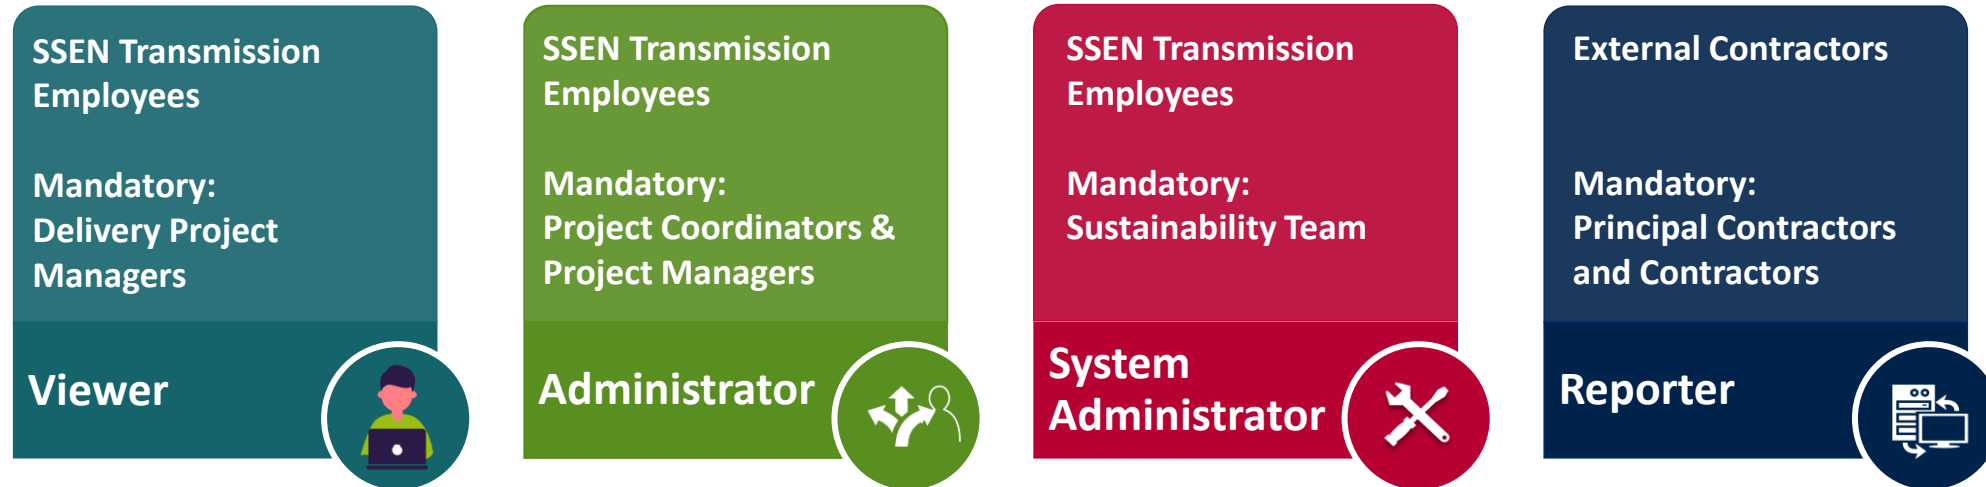 SSEN Transmission
Employees
Mandatory:
Delivery Project
Managers
Viewer
SSEN Transmission
Employees
Mandatory:
Project Coordinators &
Project Managers
Administrator
SSEN Transmission
Employees
Mandatory:
Sustainability Team
System
Administrator
External Contractors
Mandatory:
Principal Contractors
and Contractors
Reporter